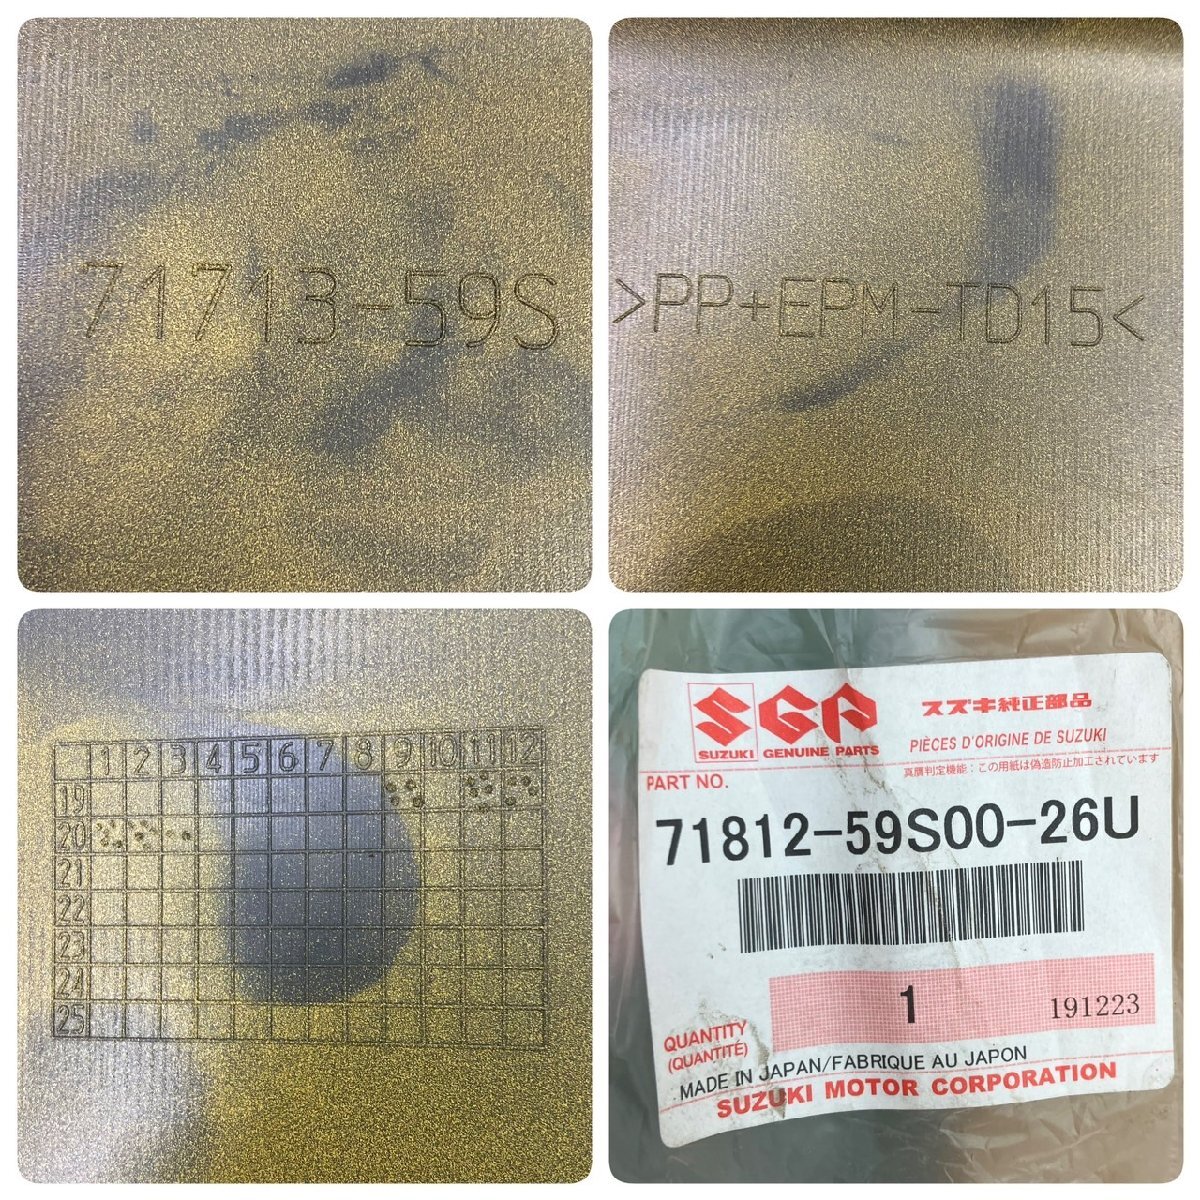 71713-59S
>PP+EPM-TD15<
1 2 3 4 5 6 7 8 9 10 11 12
19
20
21
22
23
24
25
SGP
スズキ純正部品
SUZUKI GENUINE PARTS
PIÈCES D'ORIGINE DE SUZUKI
真贋判定機能：この用紙は偽造防止加工されています
PART NO.
71812-59S00-26U
1
191223
QUANTITY
(QUANTITÉ)
MADE IN JAPAN/FABRIQUE AU JAPON
SUZUKI MOTOR CORPORATION